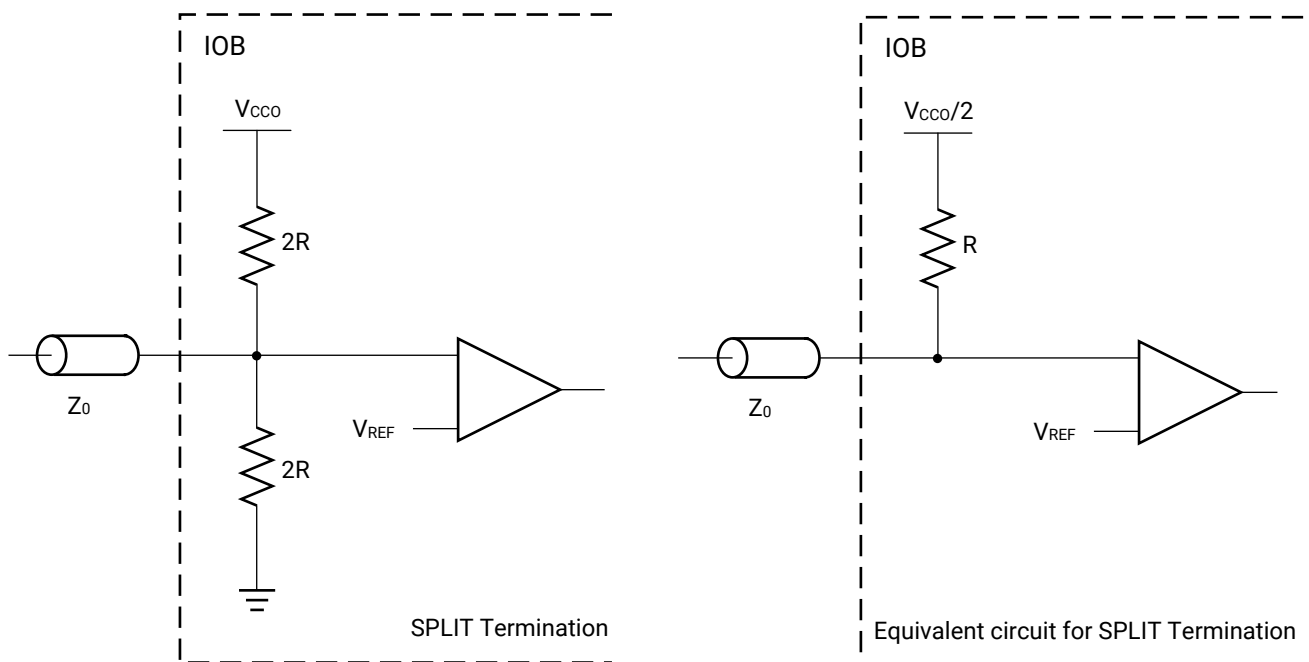 IOB
VCCO
2R
Z0
VREF
2R
SPLIT Termination
IOB
VCCO/2
R
Z0
VREF
Equivalent circuit for SPLIT Termination